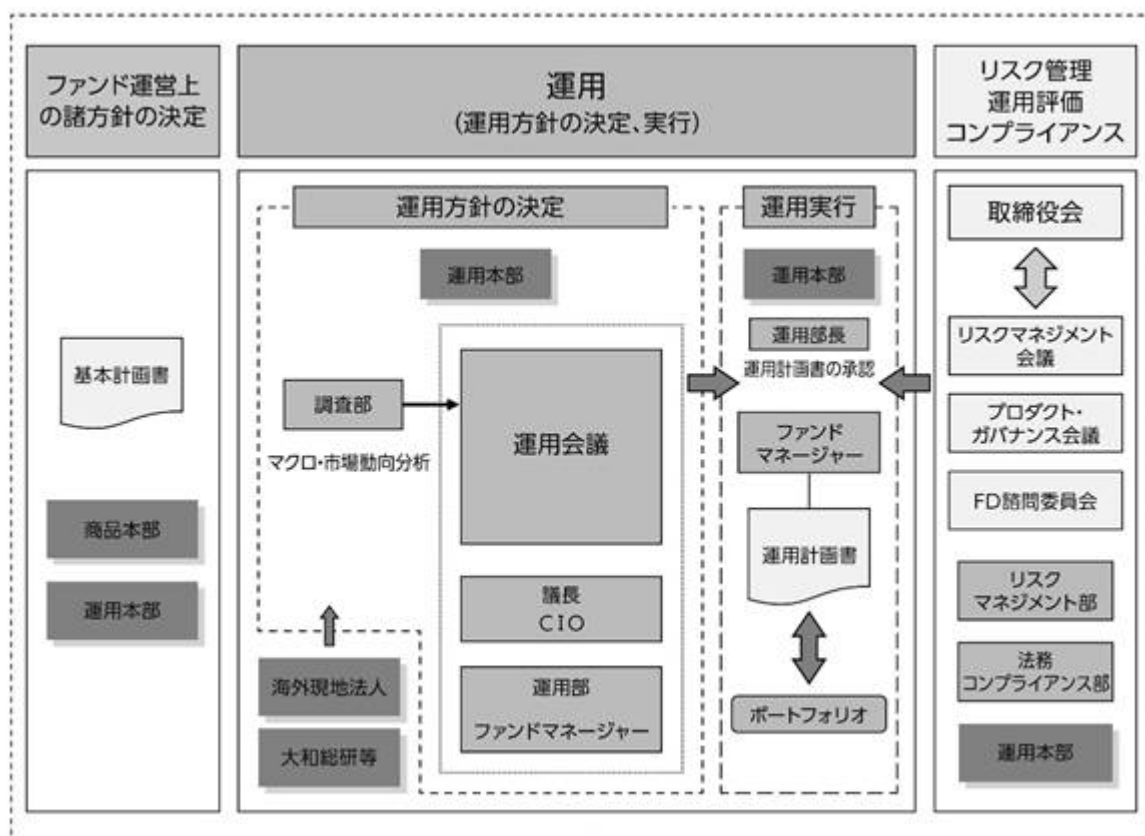 ファンド運営上
の諸方針の決定
基本計画書
商品本部
運用本部
運用
(運用方針の決定、実行)
運用方針の決定
運用本部
調査部
マクロ・市場動向分析
運用会議
議長
CIO
運用部
ファンドマネージャー
海外現地法人
大和総研等
運用実行
運用本部
運用部長
運用計画書の承認
ファンド
マネージャー
運用計画書
ポートフォリオ
リスク管理
運用評価
コンプライアンス
取締役会
リスクマネジメント
会議
プロダクト・
ガバナンス会議
FD諮問委員会
リスク
マネジメント部
法務
コンプライアンス部
運用本部